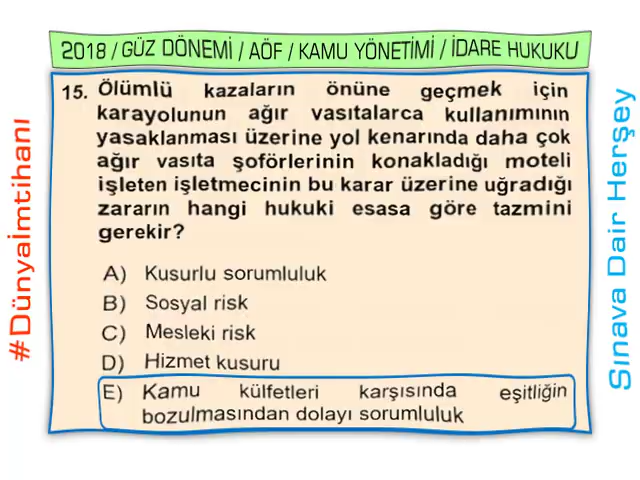 2018 / GÜZ DÖNEMİ / AÖF / KAMU YÖNETİMİ / İDARE HUKUKU
15. Ölümlü kazaların önüne geçmek için
karayolunun ağır vasıtalarca kullanımının
yasaklanması üzerine yol kenarında daha çok
ağır vasıta şoförlerinin konakladığı moteli
işleten işletmecinin bu karar üzerine uğradığı
zararın hangi hukuki esasa göre tazmini
gerekir?
A) Kusurlu sorumluluk
B) Sosyal risk
C) Mesleki risk
D) Hizmet kusuru
E) Kamu külfetleri karşısında eşitliğin
bozulmasından dolayı sorumluluk
#Dünyaİmtihanı
Sınava Dair Herşey